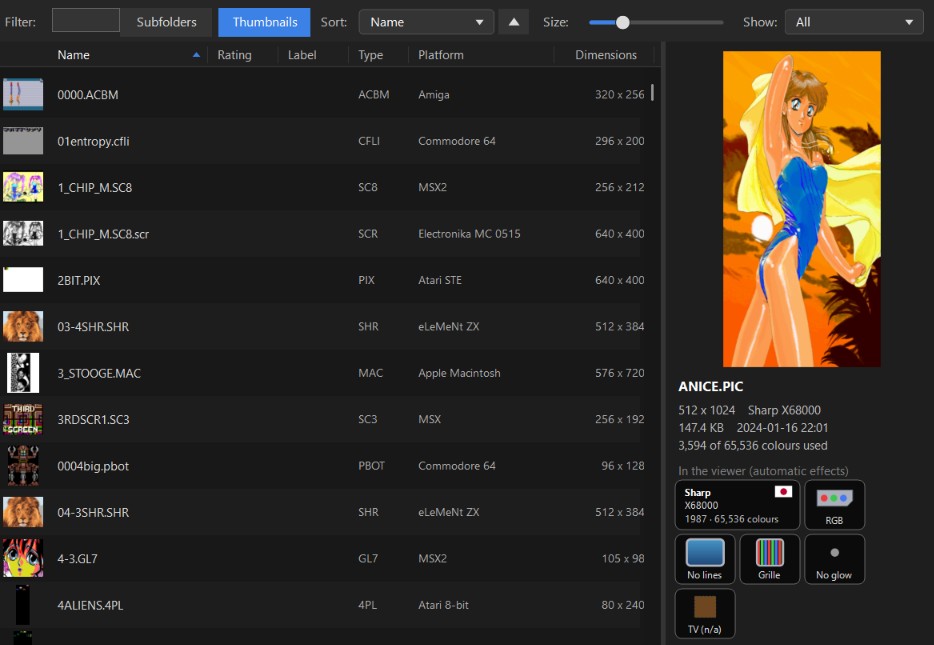 Filter:
Subfolders
Thumbnails
Sort:
Name
Size:
Show:
All
Name
Rating
Label
Type
Platform
Dimensions
0000.ACBM ACBM Amiga 320 x 256
01entropy.cfli CFLI Commodore 64 296 x 200
1_CHIP_M.SC8 SC8 MSX2 256 x 212
1_CHIP_M.SC8.scr SCR Electronika MC 0515 640 x 400
2BIT.PIX PIX Atari STE 640 x 400
03-4SHR.SHR SHR eLeMeNt ZX 512 x 384
3_STOOGE.MAC MAC Apple Macintosh 576 x 720
3RDSCR1.SC3 SC3 MSX 256 x 192
THIRD
SCREEN
0004big.pbot PBOT Commodore 64 96 x 128
04-3SHR.SHR SHR eLeMeNt ZX 512 x 384
4-3.GL7 GL7 MSX2 105 x 98
4ALIENS.4PL 4PL Atari 8-bit 80 x 240
ANICE.PIC
512 x 1024 Sharp X68000
147.4 KB 2024-01-16 22:01
3,594 of 65,536 colours used
In the viewer (automatic effects)
Sharp
X68000
1987 · 65,536 colours
RGB
No lines
Grille
No glow
TV (n/a)